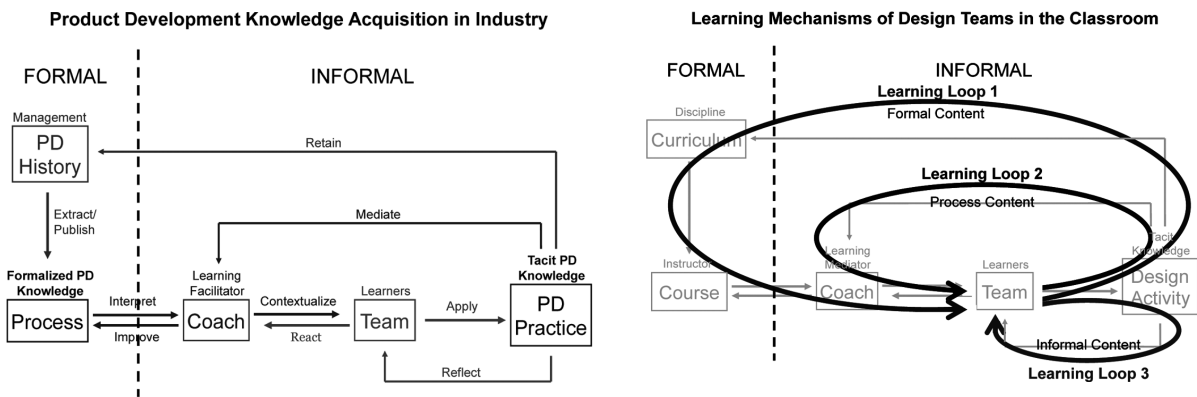 Product Development Knowledge Acquisition in Industry
FORMAL
INFORMAL
Management
PD
History
Retain
Extract/
Publish
Mediate
Formalized PD
Knowledge
Process
Interpret
Improve
Learning
Facilitator
Coach
Contextualize
React
Learners
Team
Apply
Tacit PD
Knowledge
PD
Practice
Reflect
Learning Mechanisms of Design Teams in the Classroom
FORMAL
INFORMAL
Learning Loop 1
Formal Content
Discipline
Curriculum
Learning Loop 2
Process Content
Instructor
Course
Learning
Mediator
Coach
Learners
Team
Tacit
Knowledge
Design
Activity
Informal Content
Learning Loop 3